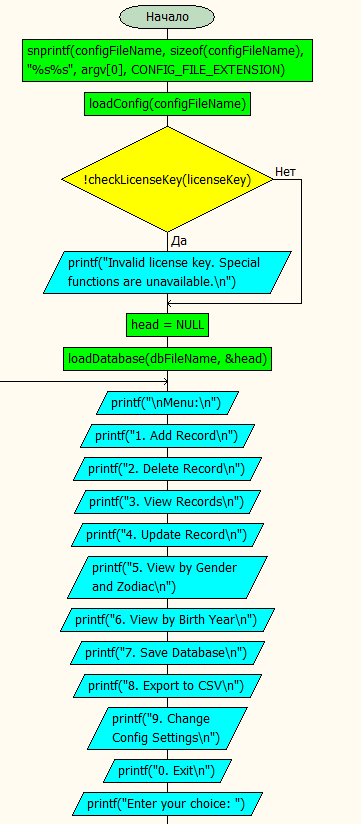 Начало
snprintf(configFileName, sizeof(configFileName),
"%s%s", argv[0], CONFIG_FILE_EXTENSION)
loadConfig(configFileName)
!checkLicenseKey(licenseKey)
Нет
Да
printf("Invalid license key. Special
functions are unavailable.\n")
head = NULL
loadDatabase(dbFileName, &head)
printf("\nMenu:\n")
printf("1. Add Record\n")
printf("2. Delete Record\n")
printf("3. View Records\n")
printf("4. Update Record\n")
printf("5. View by Gender
and Zodiac\n")
printf("6. View by Birth Year\n")
printf("7. Save Database\n")
printf("8. Export to CSV\n")
printf("9. Change
Config Settings\n")
printf("0. Exit\n")
printf("Enter your choice: ")